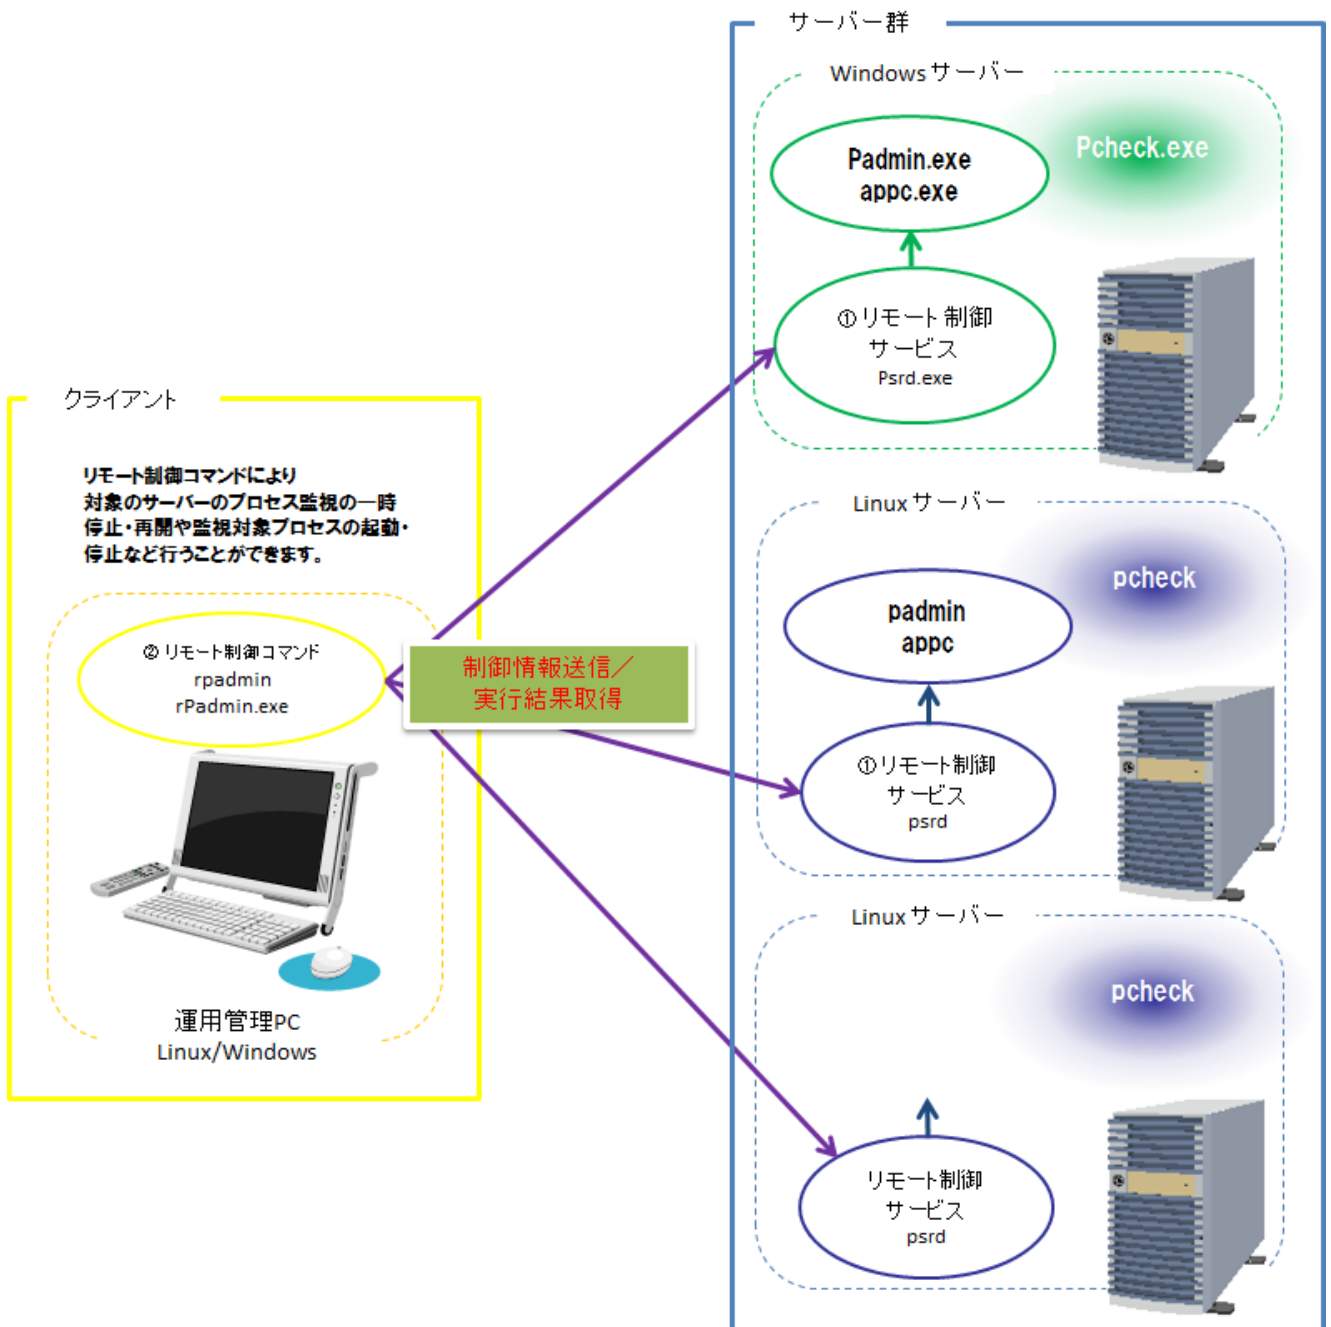 サーバー群
Windows サーバー
Padmin.exe
appc.exe
Pcheck.exe
①リモート制御
サービス
Psrd.exe
クライアント
リモート制御コマンドにより
対象のサーバーのプロセス監視の一時
停止・再開や監視対象プロセスの起動・
停止など行うことができます。
② リモート制御コマンド
rpadmin
rPadmin.exe
制御情報送信／
実行結果取得
運用管理PC
Linux/Windows
Linux サーバー
pcheck
padmin
appc
①リモート制御
サービス
psrd
Linux サーバー
pcheck
リモート制御
サービス
psrd